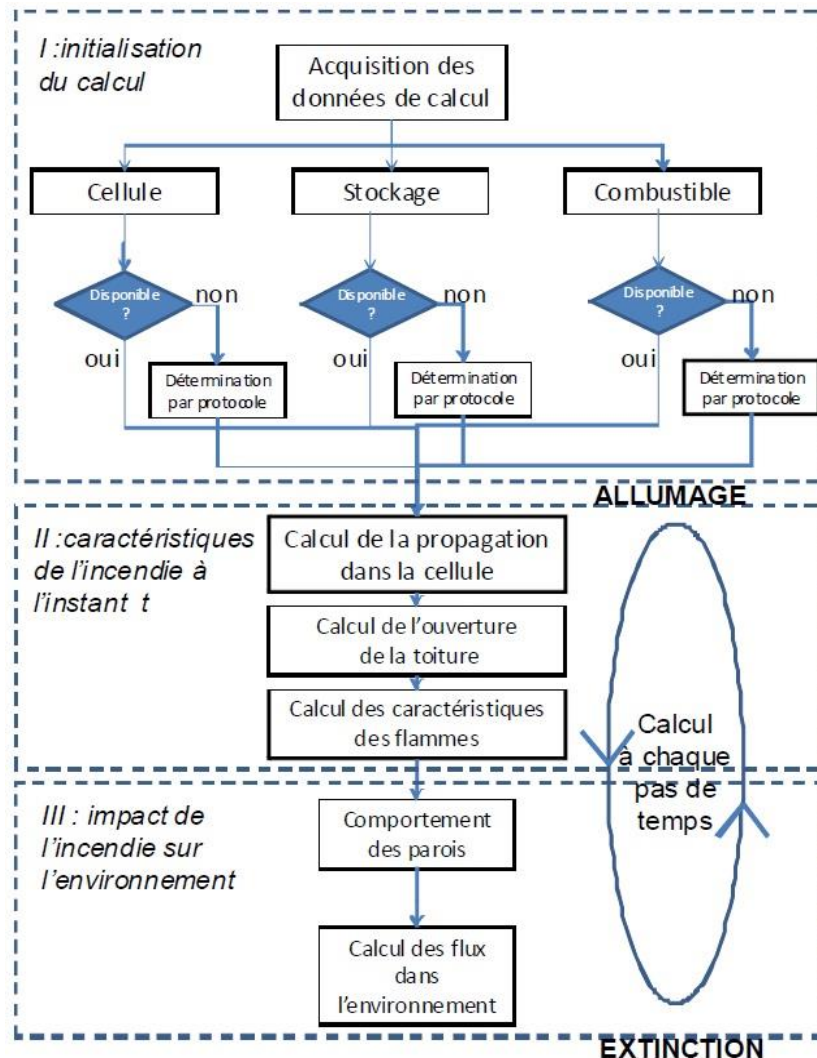 I :initialisation
du calcul
Acquisition des
données de calcul
Cellule
Stockage
Combustible
Disponible
?
non
oui
Disponible
?
non
oui
Disponible
?
non
oui
Détermination
par protocole
Détermination
par protocole
Détermination
par protocole
ALLUMAGE
II :caractéristiques
de l'incendie à
l'instant t
Calcul de la propagation
dans la cellule
Calcul de l'ouverture
de la toiture
Calcul des caractéristiques
des flammes
Calcul
à chaque
pas de
temps
III : impact de
l'incendie sur
l'environnement
Comportement
des parois
Calcul des flux
dans
l'environnement
EXTINCTION